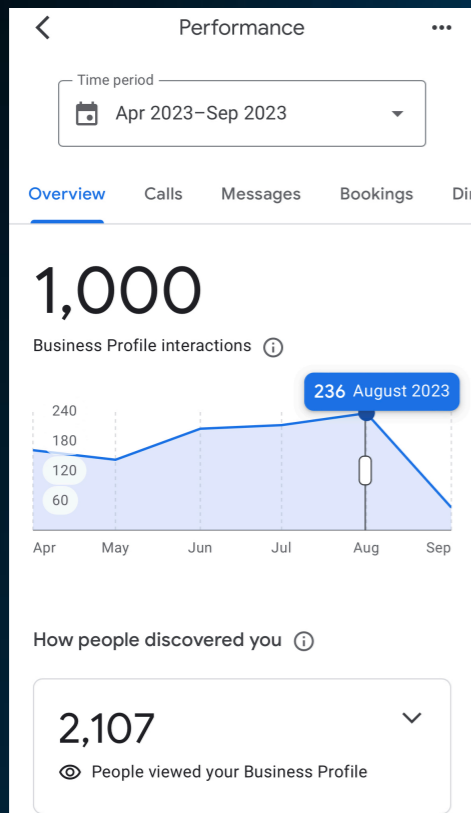 Performance
Time period
Apr 2023–Sep 2023
Overview Calls Messages Bookings Di
1,000
Business Profile interactions
236 August 2023
240
180
120
60
Apr May Jun Jul Aug Sep
How people discovered you
2,107
People viewed your Business Profile